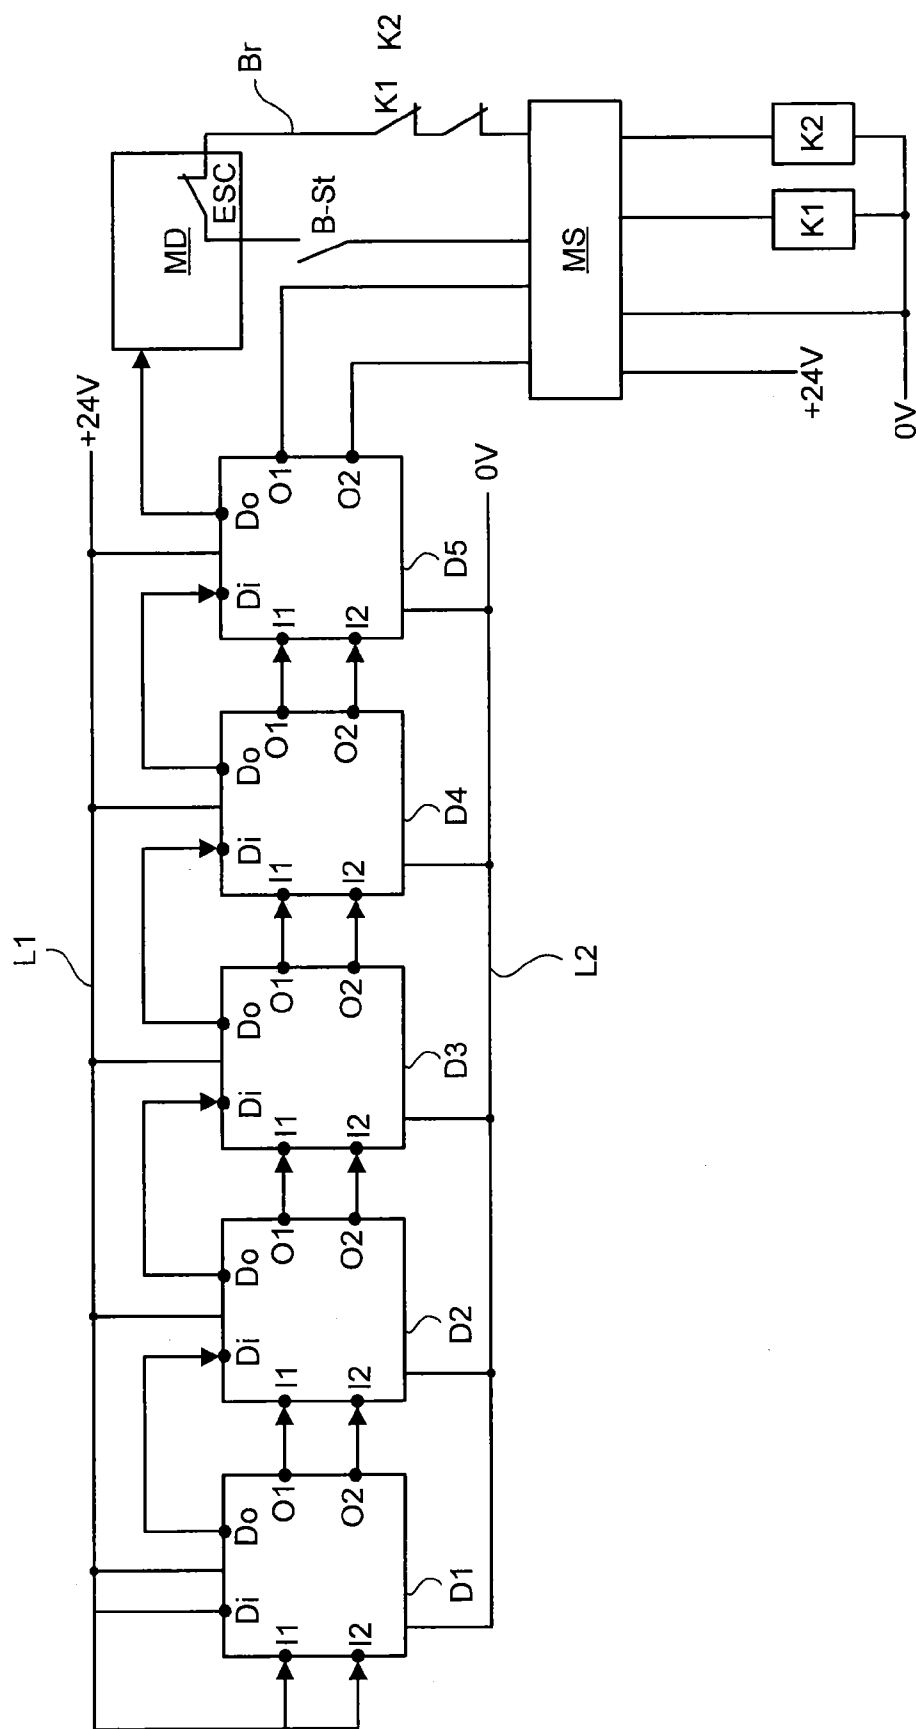 L1
+24V
MD
ESC
Br
Di
Do
Di
Do
Di
Do
Di
Do
Di
Do
I1
O1
I1
O1
I1
O1
I1
O1
I1
O1
B-St
I2
O2
I2
O2
I2
O2
I2
O2
I2
O2
K1
K2
D1
D2
D3
D4
D5
0V
L2
MS
K1
K2
+24V
0V